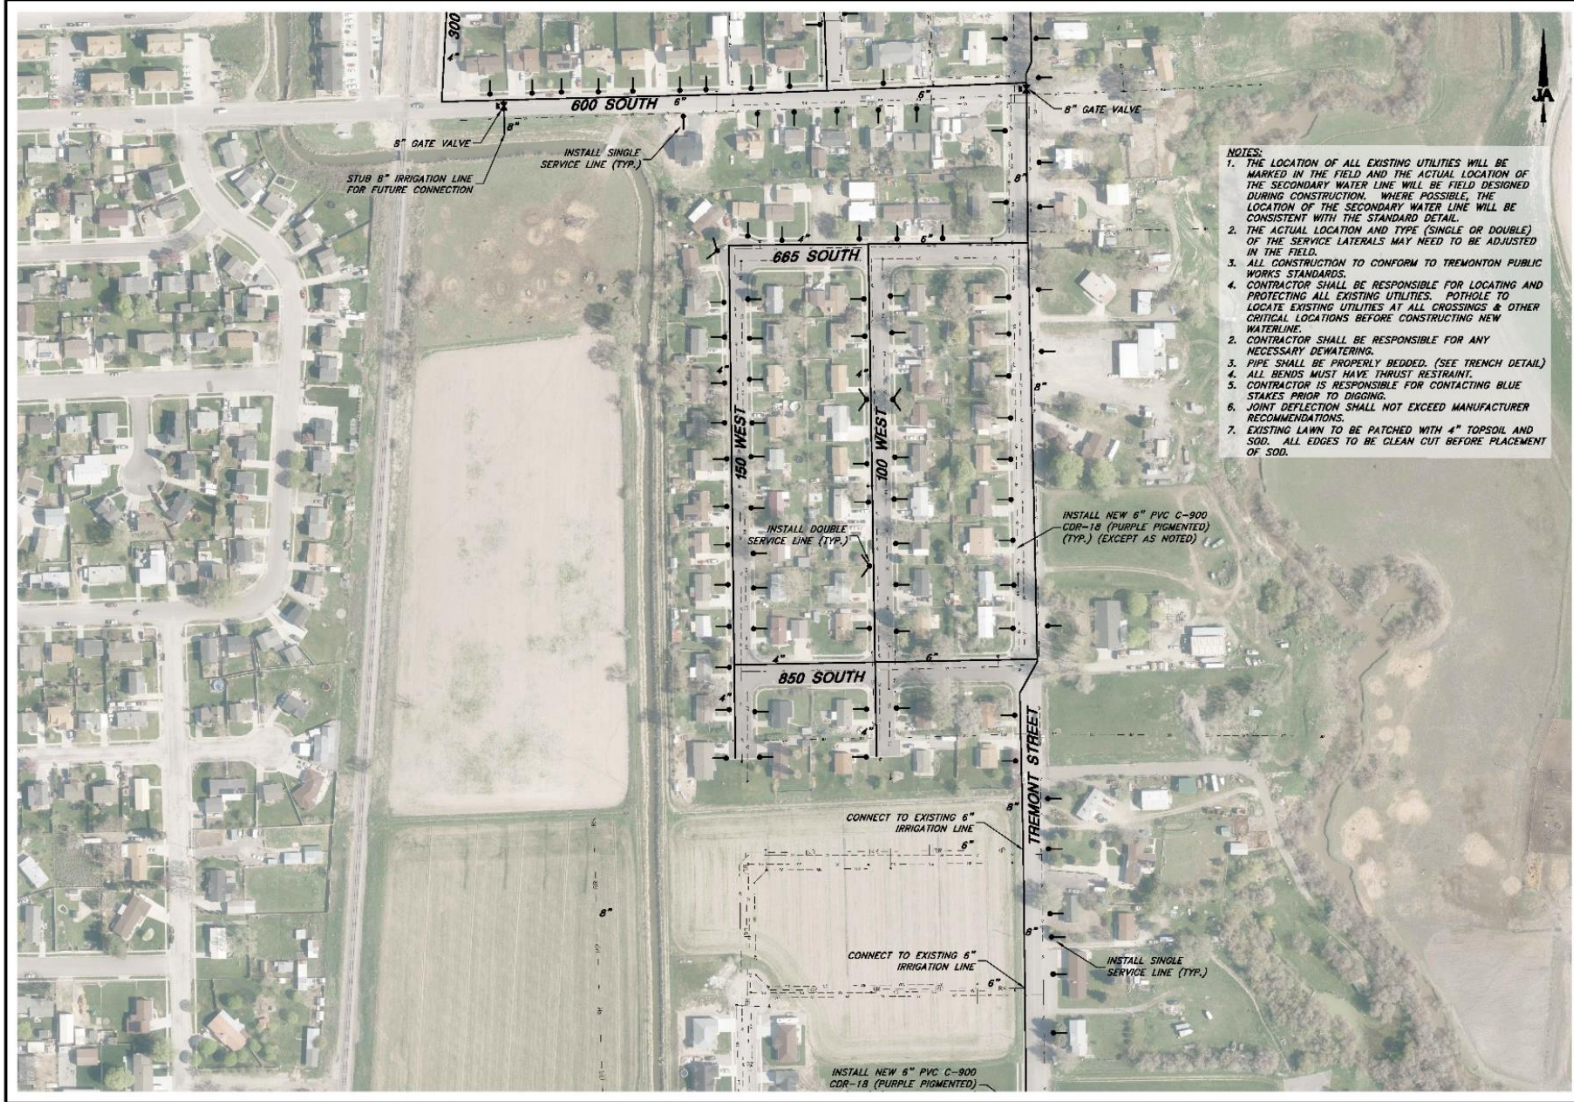 300
4"
600 SOUTH
6"
6"
8" GATE VALVE
8" GATE VALVE
8"
INSTALL SINGLE
SERVICE LINE (TYP.)
STUB 8" IRRIGATION LINE
FOR FUTURE CONNECTION
8"
JA
NOTES:
1. THE LOCATION OF ALL EXISTING UTILITIES WILL BE
MARKED IN THE FIELD AND THE ACTUAL LOCATION OF
THE SECONDARY WATER LINE WILL BE FIELD DESIGNED
DURING CONSTRUCTION. WHERE POSSIBLE, THE
LOCATION OF THE SECONDARY WATER LINE WILL BE
CONSISTENT WITH THE STANDARD DETAIL.
2. THE ACTUAL LOCATION AND TYPE (SINGLE OR DOUBLE)
OF THE SERVICE LATERALS MAY NEED TO BE ADJUSTED
IN THE FIELD.
3. ALL CONSTRUCTION TO CONFORM TO TREMONTON PUBLIC
WORKS STANDARDS.
4. CONTRACTOR SHALL BE RESPONSIBLE FOR LOCATING AND
PROTECTING ALL EXISTING UTILITIES. POTHOLE TO
LOCATE EXISTING UTILITIES AT ALL CROSSINGS & OTHER
CRITICAL LOCATIONS BEFORE CONSTRUCTING NEW
WATERLINE.
2. CONTRACTOR SHALL BE RESPONSIBLE FOR ANY
NECESSARY DEWATERING.
3. PIPE SHALL BE PROPERLY BEDDED. (SEE TRENCH DETAIL)
4. ALL BENDS MUST HAVE THRUST RESTRAINT.
5. CONTRACTOR IS RESPONSIBLE FOR CONTACTING BLUE
STAKES PRIOR TO DIGGING.
6. JOINT DEFLECTION SHALL NOT EXCEED MANUFACTURER
RECOMMENDATIONS.
7. EXISTING LAWN TO BE PATCHED WITH 4" TOPSOIL AND
SOD. ALL EDGES TO BE CLEAN CUT BEFORE PLACEMENT
OF SOD.
4"
6"
665 SOUTH
4"
4"
8"
150 WEST
100 WEST
INSTALL DOUBLE
SERVICE LINE (TYP.)
INSTALL NEW 6" PVC C-900
CDR-18 (PURPLE PIGMENTED)
(TYP.) (EXCEPT AS NOTED)
4"
6"
850 SOUTH
4"
4"
TREMONT STREET
8"
CONNECT TO EXISTING 6"
IRRIGATION LINE
6"
8"
8"
CONNECT TO EXISTING 6"
IRRIGATION LINE
6"
INSTALL SINGLE
SERVICE LINE (TYP.)
INSTALL NEW 6" PVC C-900
CDR-18 (PURPLE PIGMENTED)